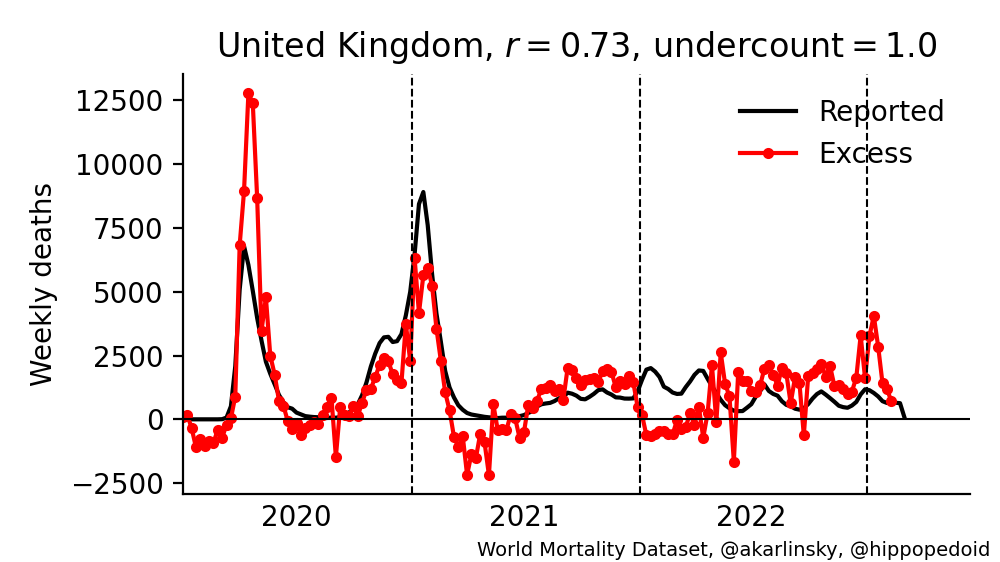 United Kingdom, r = 0.73, undercount = 1.0
Reported
Excess
Weekly deaths
12500
10000
7500
5000
2500
0
−2500
2020 2021 2022
World Mortality Dataset, @akarlinsky, @hippopedoid